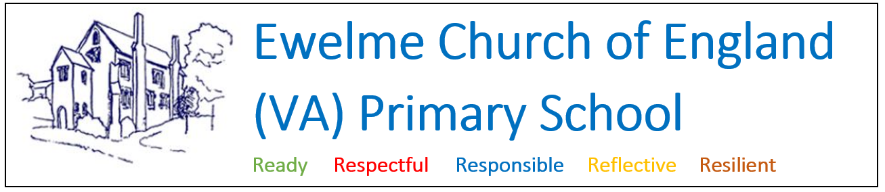 Ewelme Church of England
(VA) Primary School
Ready Respectful Responsible Reflective Resilient